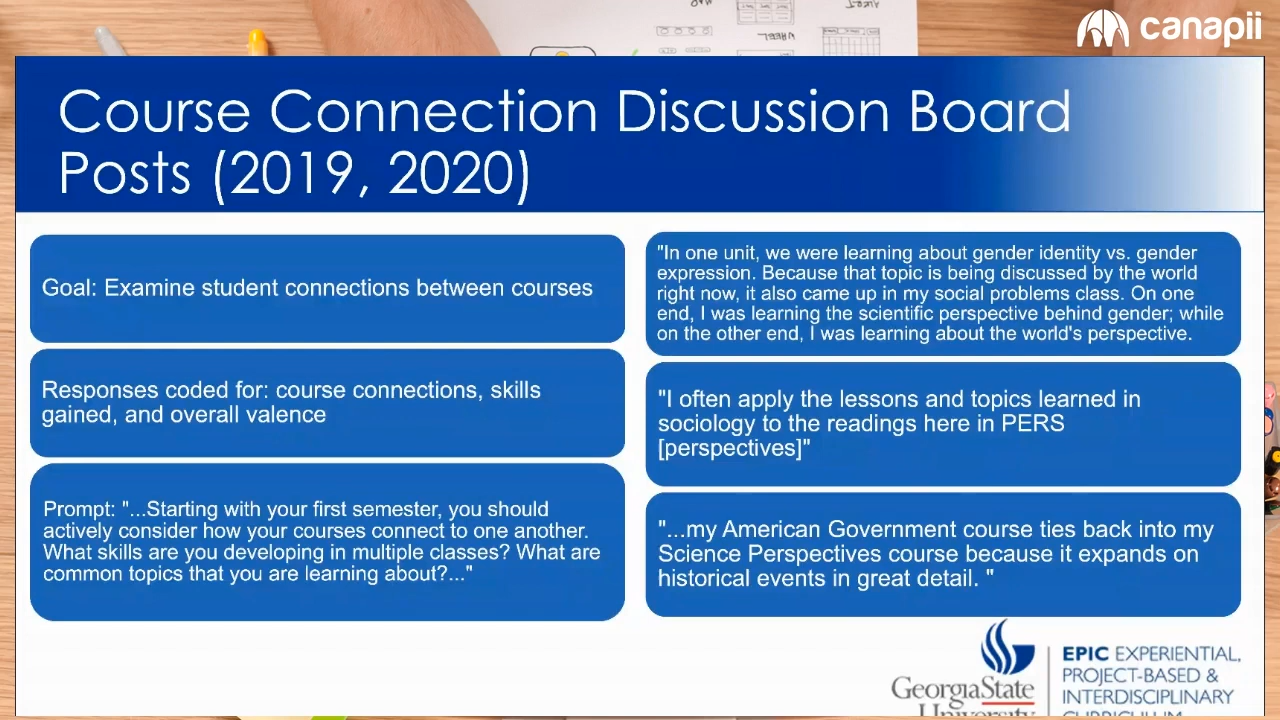 canapii
Course Connection Discussion Board
Posts (2019, 2020)
Goal: Examine student connections between courses
Responses coded for: course connections, skills
gained, and overall valence
Prompt: "...Starting with your first semester, you should
actively consider how your courses connect to one another.
What skills are you developing in multiple classes? What are
common topics that you are learning about?..."
"In one unit, we were learning about gender identity vs. gender
expression. Because that topic is being discussed by the world
right now, it also came up in my social problems class. On one
end, I was learning the scientific perspective behind gender; while
on the other end, I was learning about the world's perspective.
"I often apply the lessons and topics learned in
sociology to the readings here in PERS
[perspectives]"
"...my American Government course ties back into my
Science Perspectives course because it expands on
historical events in great detail. "
GeorgiaState
University
EPIC EXPERIENTIAL,
PROJECT-BASED &
INTERDISCIPLINARY
CURRICULUM